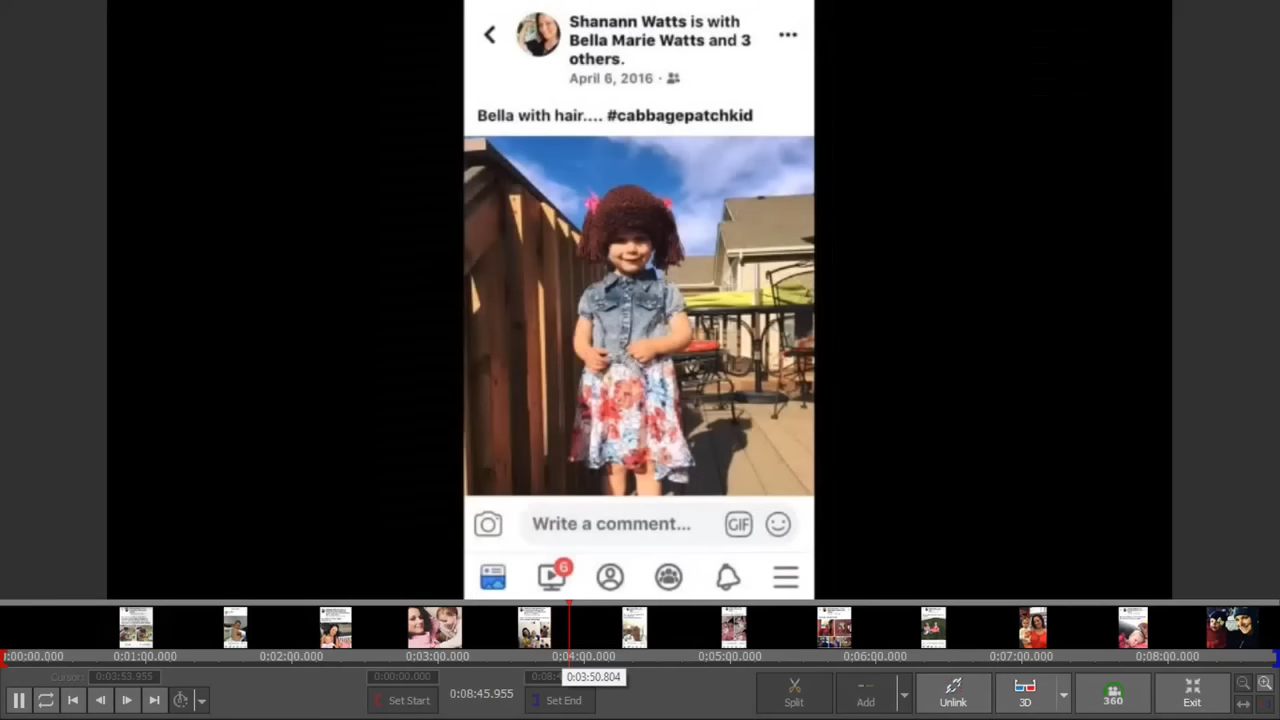 Shanann Watts is with
Bella Marie Watts and 3
others.
April 6, 2016 ·
Bella with hair.... #cabbagepatchkid
Write a comment...
GIF
6
:00:00.000 0:01:00.000 0:02:00.000 0:03:00.000 0:04:00.000 0:05:00.000 0:06:00.000 0:07:00.000 0:08:00.000
Cursor: 0:03:53.955 0:00:00.000 0:08:4 0:03:50.804
Set Start 0:08:45.955 Set End Split Add Unlink 3D 360 Exit